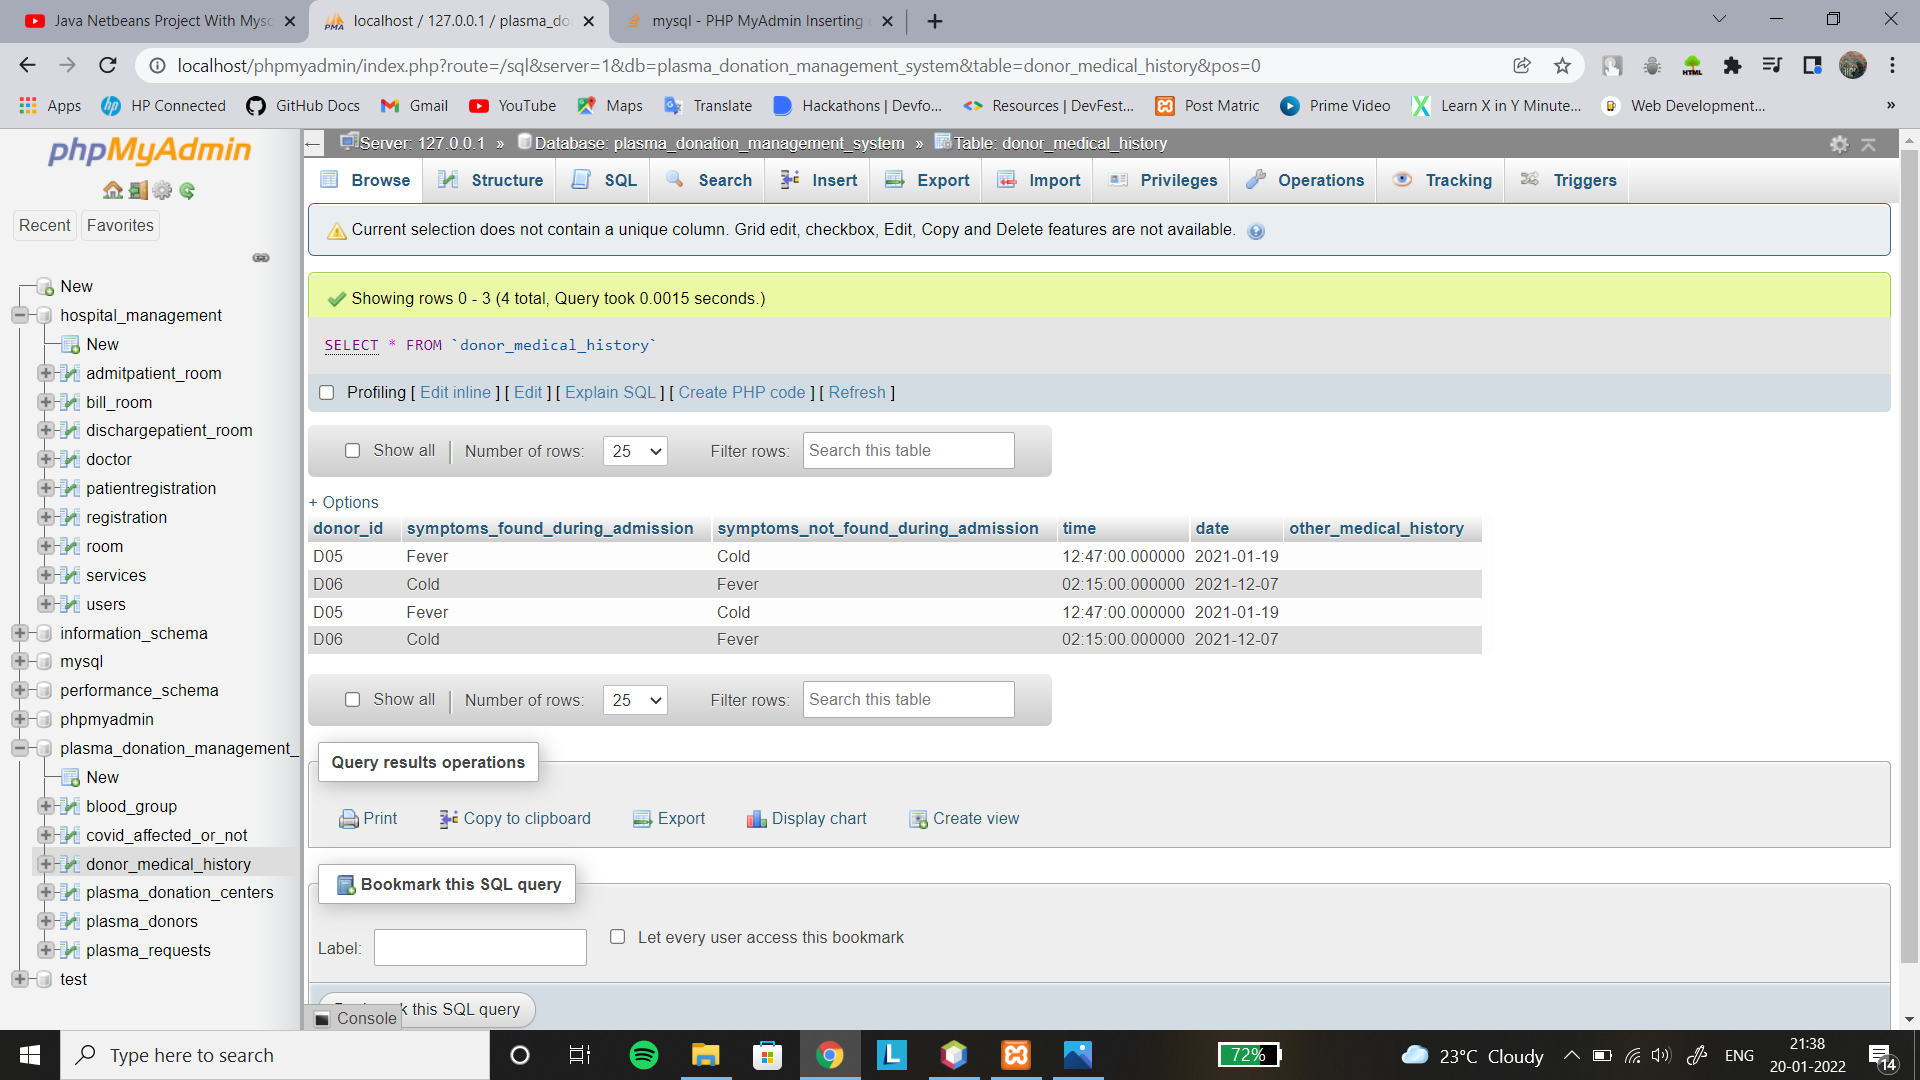 Java Netbeans Project With Mysq
localhost / 127.0.0.1 / plasma_do
mysql - PHP MyAdmin Inserting
localhost/phpmyadmin/index.php?route=/sql&server=1&db=plasma_donation_management_system&table=donor_medical_history&pos=0
Apps
HP Connected
GitHub Docs
Gmail
YouTube
Maps
Translate
Hackathons | Devfo...
Resources | DevFest...
Post Matric
Prime Video
Learn X in Y Minute...
Web Development...
»
phpMyAdmin
Recent
Favorites
New
hospital_management
New
admitpatient_room
bill_room
dischargepatient_room
doctor
patientregistration
registration
room
services
users
information_schema
mysql
performance_schema
phpmyadmin
plasma_donation_management_
New
blood_group
covid_affected_or_not
donor_medical_history
plasma_donation_centers
plasma_donors
plasma_requests
test
Server: 127.0.0.1 » Database: plasma_donation_management_system » Table: donor_medical_history
Browse
Structure
SQL
Search
Insert
Export
Import
Privileges
Operations
Tracking
Triggers
Current selection does not contain a unique column. Grid edit, checkbox, Edit, Copy and Delete features are not available.
Showing rows 0 - 3 (4 total, Query took 0.0015 seconds.)
SELECT * FROM `donor_medical_history`
Profiling [ Edit inline ] [ Edit ] [ Explain SQL ] [ Create PHP code ] [ Refresh ]
Show all | Number of rows: 25 Filter rows: Search this table
+ Options
donor_id symptoms_found_during_admission symptoms_not_found_during_admission time date other_medical_history
D05 Fever Cold 12:47:00.000000 2021-01-19
D06 Cold Fever 02:15:00.000000 2021-12-07
D05 Fever Cold 12:47:00.000000 2021-01-19
D06 Cold Fever 02:15:00.000000 2021-12-07
Show all | Number of rows: 25 Filter rows: Search this table
Query results operations
Print
Copy to clipboard
Export
Display chart
Create view
Bookmark this SQL query
Label:
Let every user access this bookmark
k this SQL query
Console
Type here to search
72%
23°C Cloudy
ENG
21:38
20-01-2022
14